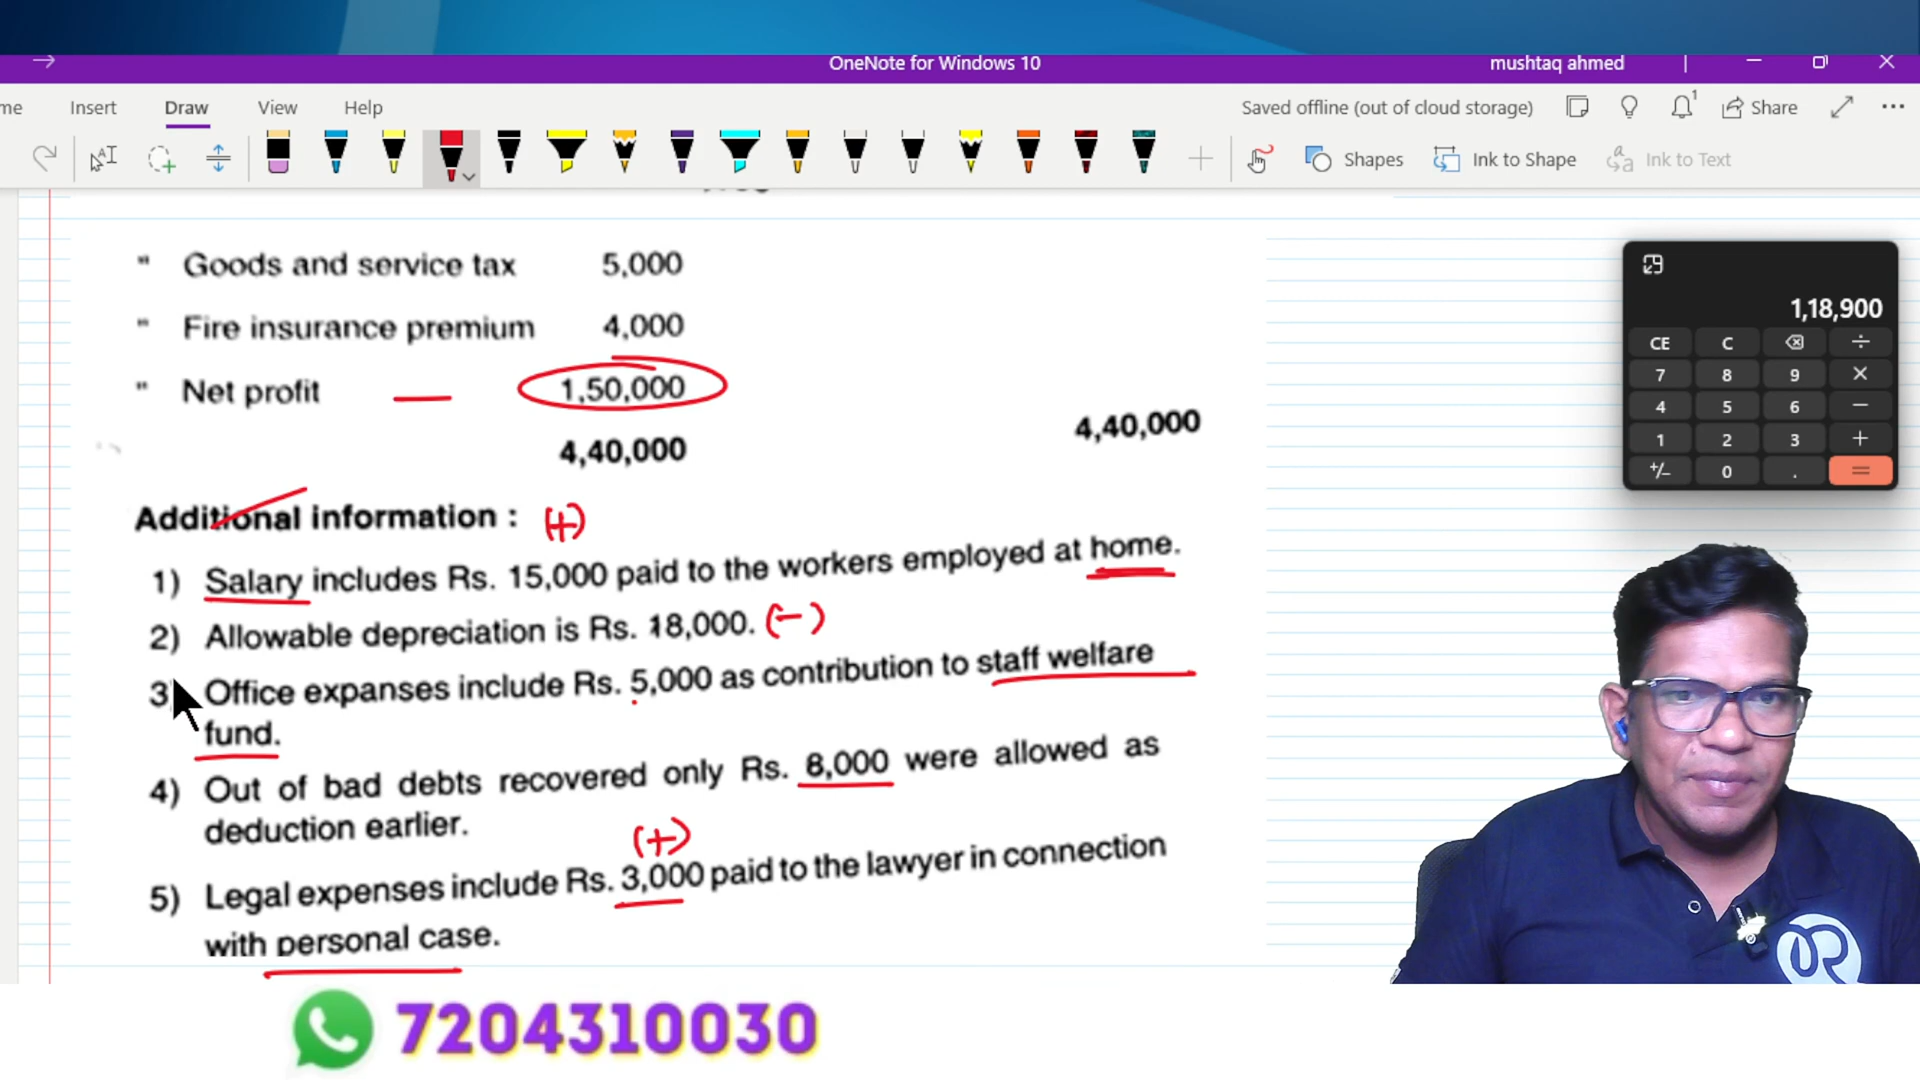 OneNote for Windows 10
mushtaq ahmed
me Insert Draw View Help
Saved offline (out of cloud storage) 1 Share
Shapes Ink to Shape Ink to Text
" Goods and service tax 5,000
" Fire insurance premium 4,000
" Net profit 1,50,000
4,40,000 4,40,000
Additional information : (+)
1) Salary includes Rs. 15,000 paid to the workers employed at home.
2) Allowable depreciation is Rs. 18,000. (-)
3) Office expanses include Rs. 5,000 as contribution to staff welfare
fund.
4) Out of bad debts recovered only Rs. 8,000 were allowed as
deduction earlier.
(+)
5) Legal expenses include Rs. 3,000 paid to the lawyer in connection
with personal case.
1,18,900
CE C ÷
7 8 9 ×
4 5 6 −
1 2 3 +
+/− 0 . =
7204310030